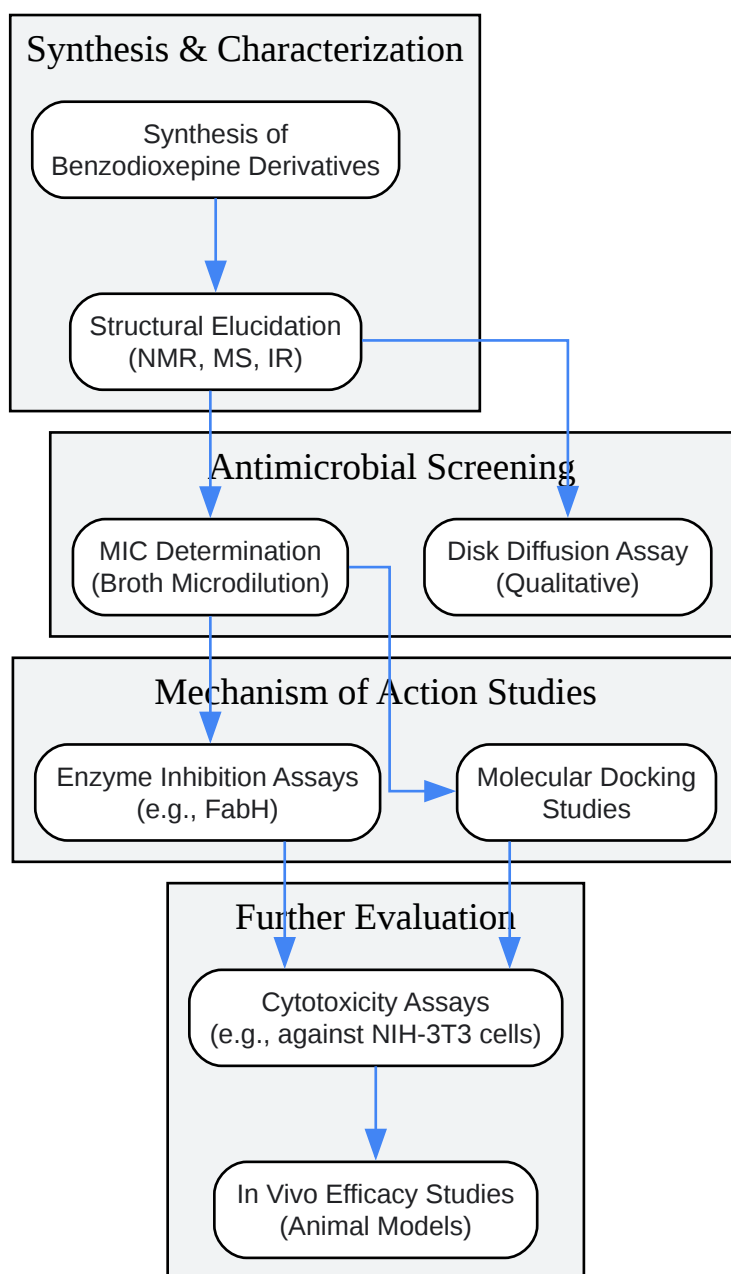 Synthesis & Characterization
Synthesis of
Benzodioxepine Derivatives
Structural Elucidation
(NMR, MS, IR)
Antimicrobial Screening
MIC Determination
(Broth Microdilution)
Disk Diffusion Assay
(Qualitative)
Mechanism of Action Studies
Enzyme Inhibition Assays
(e.g., FabH)
Molecular Docking
Studies
Further Evaluation
Cytotoxicity Assays
(e.g., against NIH-3T3 cells)
In Vivo Efficacy Studies
(Animal Models)